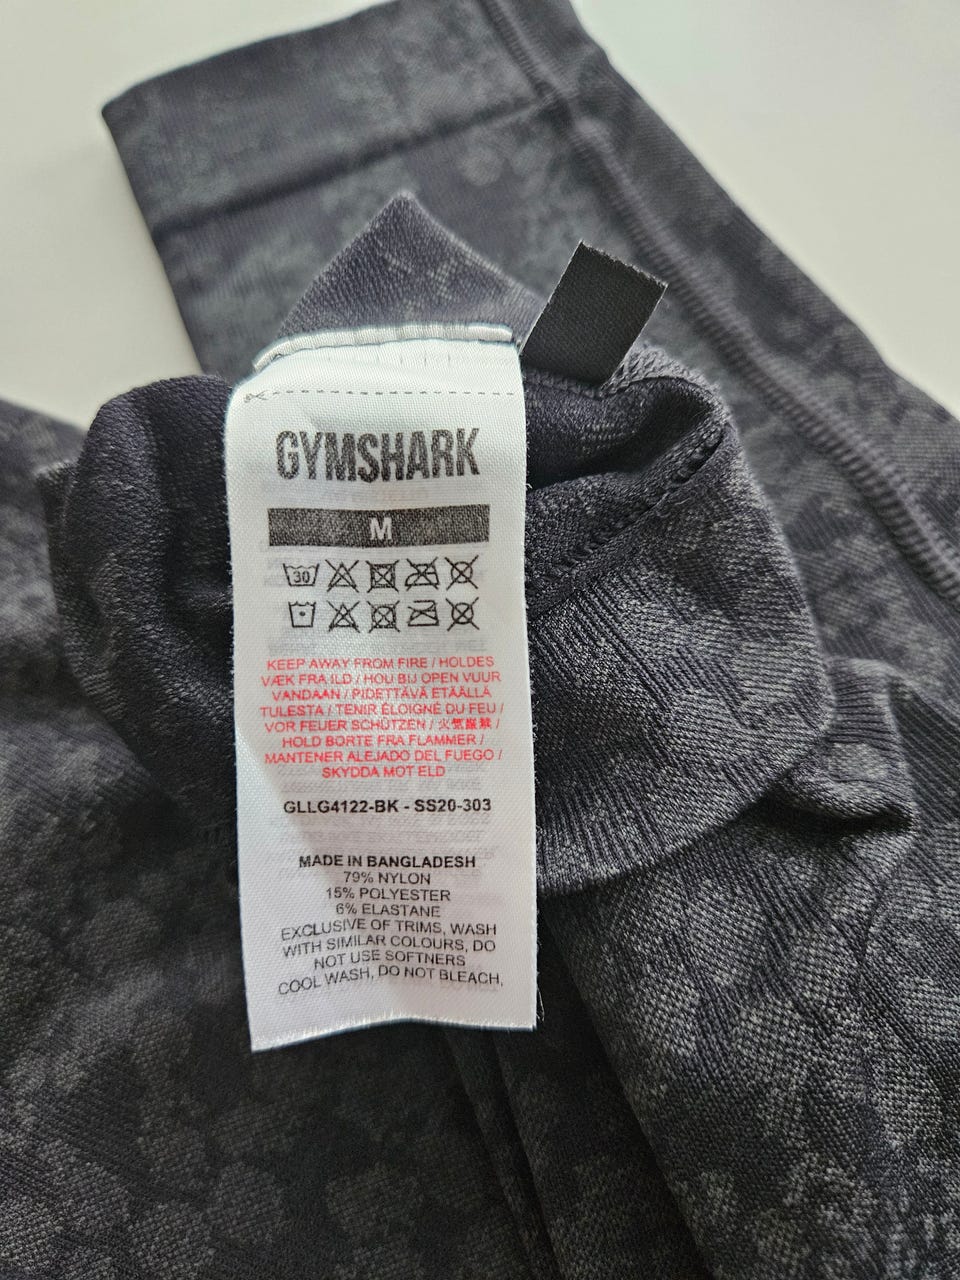 GYMSHARK
M
30
KEEP AWAY FROM FIRE / HOLDES
VÆK FRA ILD / HOU BIJ OPEN VUUR
VANDAAN / PIDETTÄVÄ ETÄÄLLÄ
TULESTA / TENIR ÉLOIGNÉ DU FEU /
VOR FEUER SCHÜTZEN / 火気厳禁 /
HOLD BORTE FRA FLAMMER /
MANTENER ALEJADO DEL FUEGO /
SKYDDA MOT ELD
GLLG4122-BK - SS20-303
MADE IN BANGLADESH
79% NYLON
15% POLYESTER
6% ELASTANE
EXCLUSIVE OF TRIMS, WASH
WITH SIMILAR COLOURS, DO
NOT USE SOFTNERS
COOL WASH, DO NOT BLEACH,